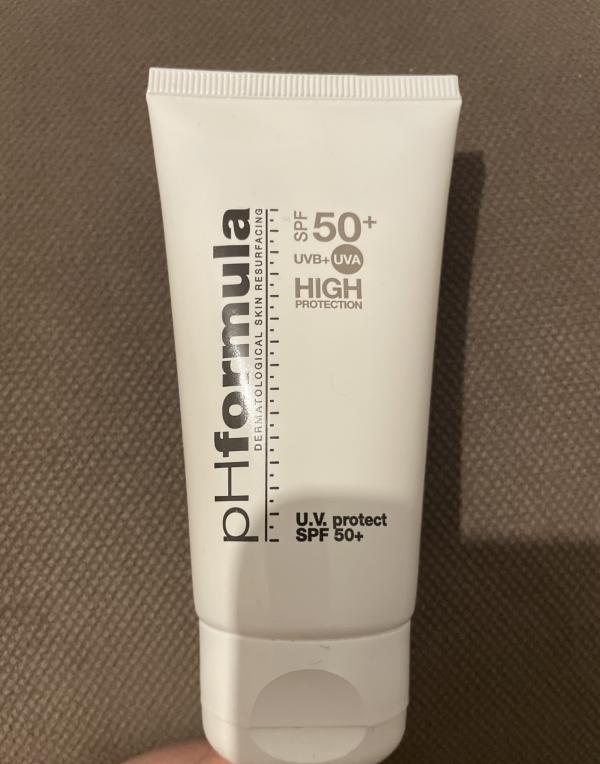 pHformula
DERMATOLOGICAL SKIN RESURFACING
SPF 50+
UVB+ UVA
HIGH
PROTECTION
U.V. protect
SPF 50+